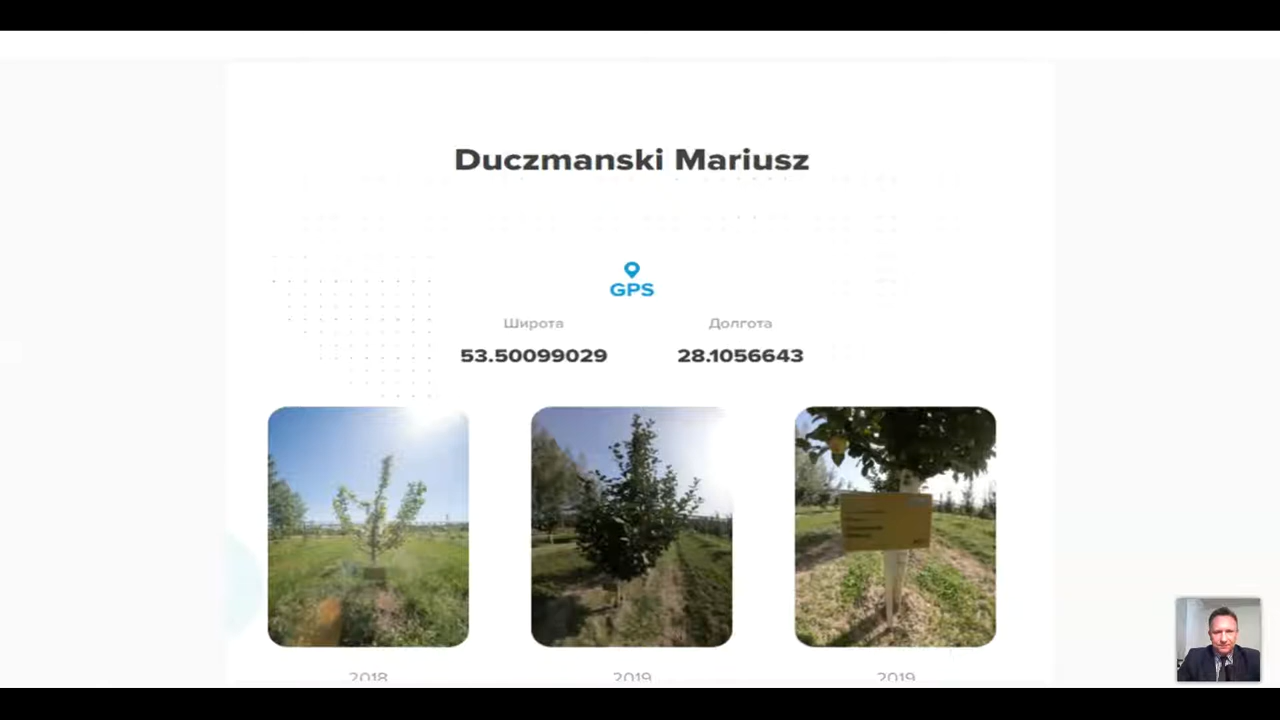 Duczmanski Mariusz
GPS
Широта Долгота
53.50099029 28.1056643
2018 2019 2019